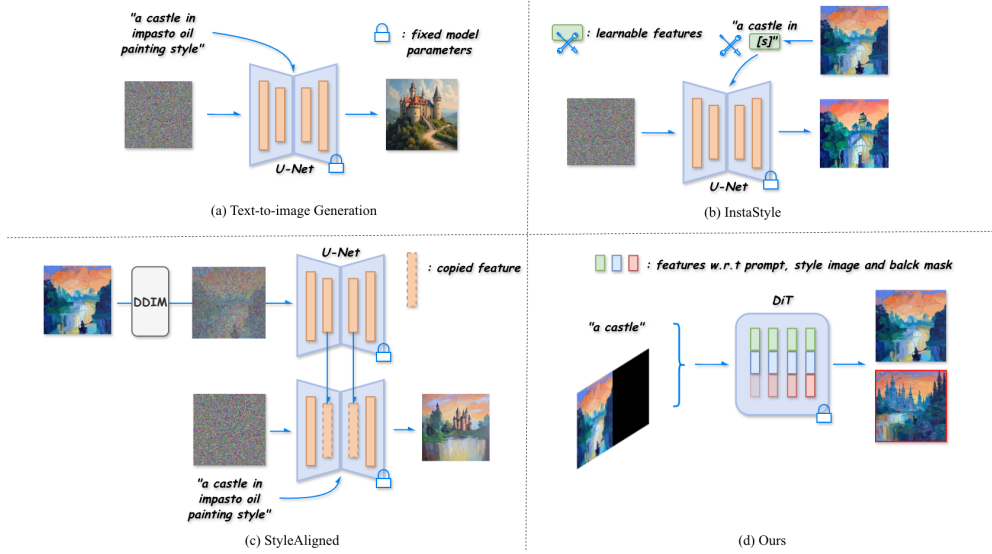 "a castle in
impasto oil
painting style"
: fixed model
parameters
U-Net
(a) Text-to-image Generation
: learnable features
"a castle in
[s]"
U-Net
(b) InstaStyle
U-Net
: copied feature
DDIM
"a castle in
impasto oil
painting style"
(c) StyleAligned
: features w.r.t prompt, style image and balck mask
DiT
"a castle"
(d) Ours